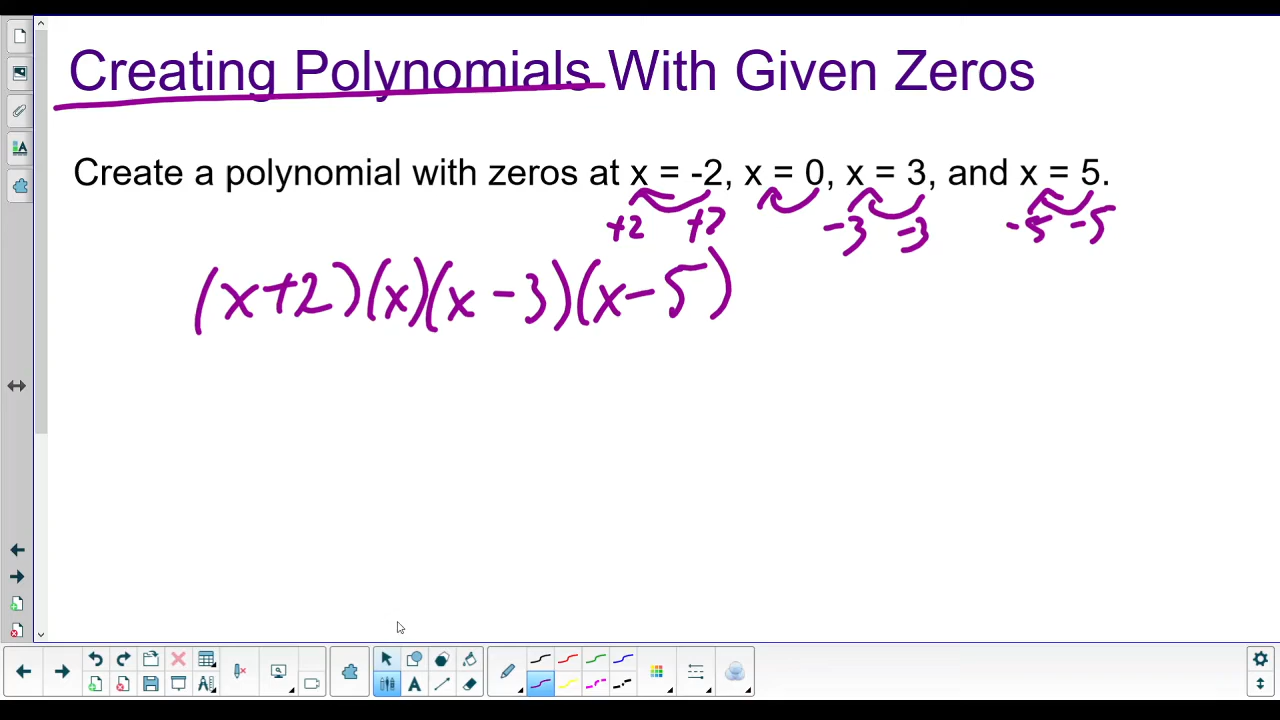 Creating Polynomials With Given Zeros
Create a polynomial with zeros at x = -2, x = 0, x = 3, and x = 5.
+2 +2 -3 -3 -5 -5
(x+2)(x)(x-3)(x-5)